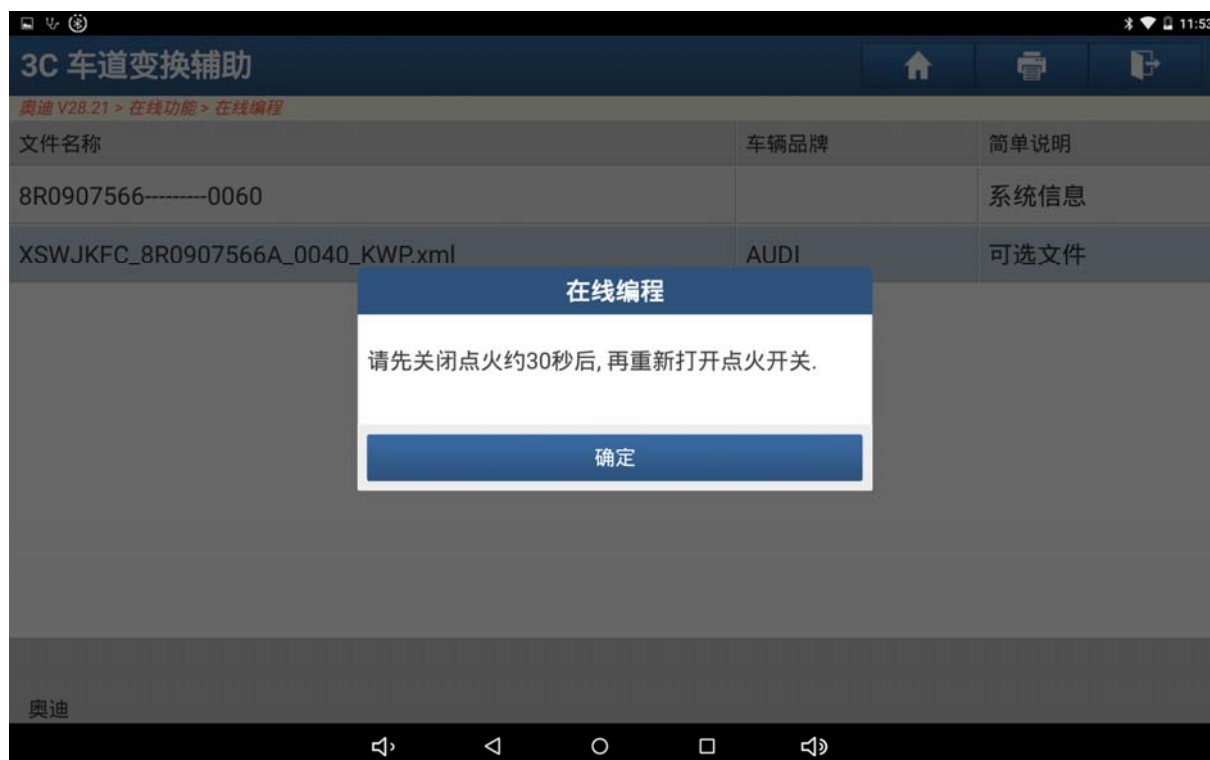 11:53
3C 车道变换辅助
奥迪 V28.21 > 在线功能 > 在线编程
文件名称 车辆品牌 简单说明
8R0907566---------0060 系统信息
XSWJKFC_8R0907566A_0040_KWP.xml AUDI 可选文件
在线编程
请先关闭点火约30秒后, 再重新打开点火开关.
确定
奥迪